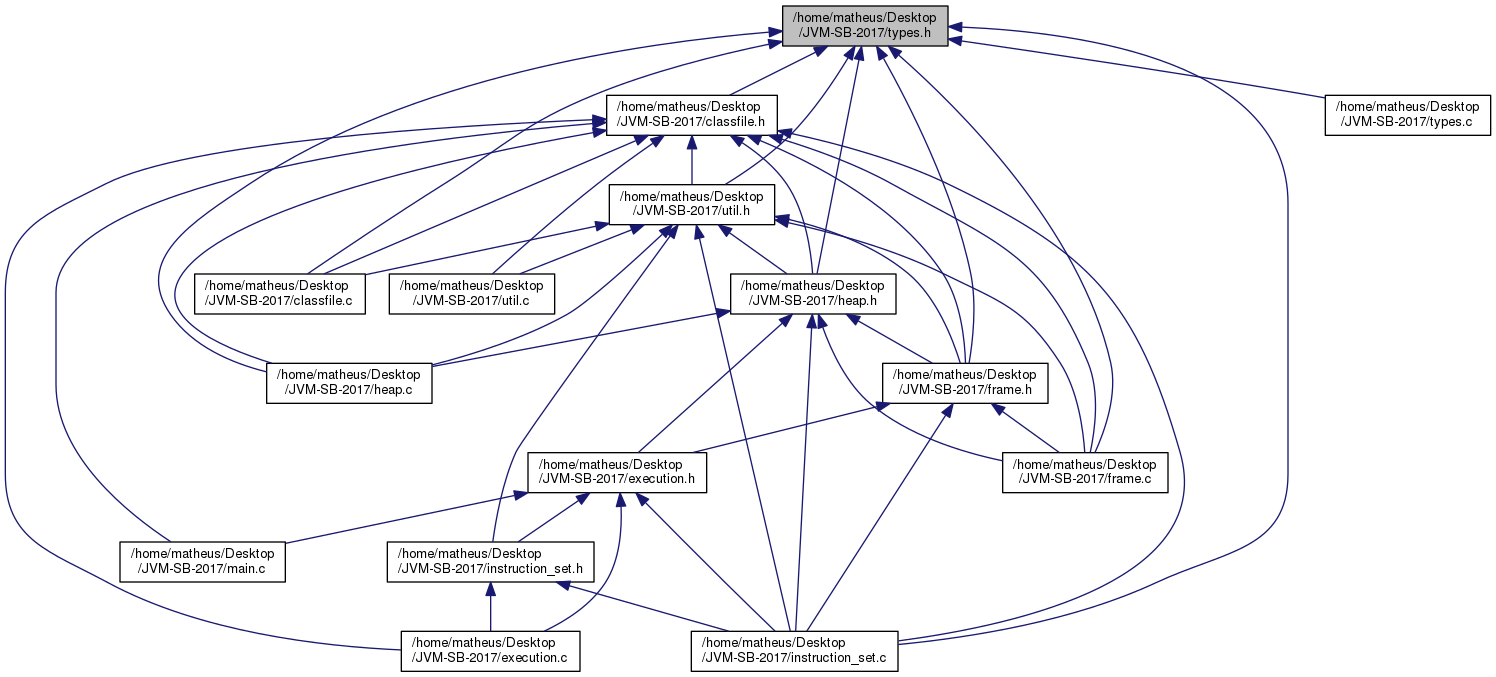 /home/matheus/Desktop
/JVM-SB-2017/types.h
/home/matheus/Desktop
/JVM-SB-2017/classfile.h
/home/matheus/Desktop
/JVM-SB-2017/types.c
/home/matheus/Desktop
/JVM-SB-2017/util.h
/home/matheus/Desktop
/JVM-SB-2017/classfile.c
/home/matheus/Desktop
/JVM-SB-2017/util.c
/home/matheus/Desktop
/JVM-SB-2017/heap.h
/home/matheus/Desktop
/JVM-SB-2017/heap.c
/home/matheus/Desktop
/JVM-SB-2017/frame.h
/home/matheus/Desktop
/JVM-SB-2017/execution.h
/home/matheus/Desktop
/JVM-SB-2017/frame.c
/home/matheus/Desktop
/JVM-SB-2017/main.c
/home/matheus/Desktop
/JVM-SB-2017/instruction_set.h
/home/matheus/Desktop
/JVM-SB-2017/execution.c
/home/matheus/Desktop
/JVM-SB-2017/instruction_set.c